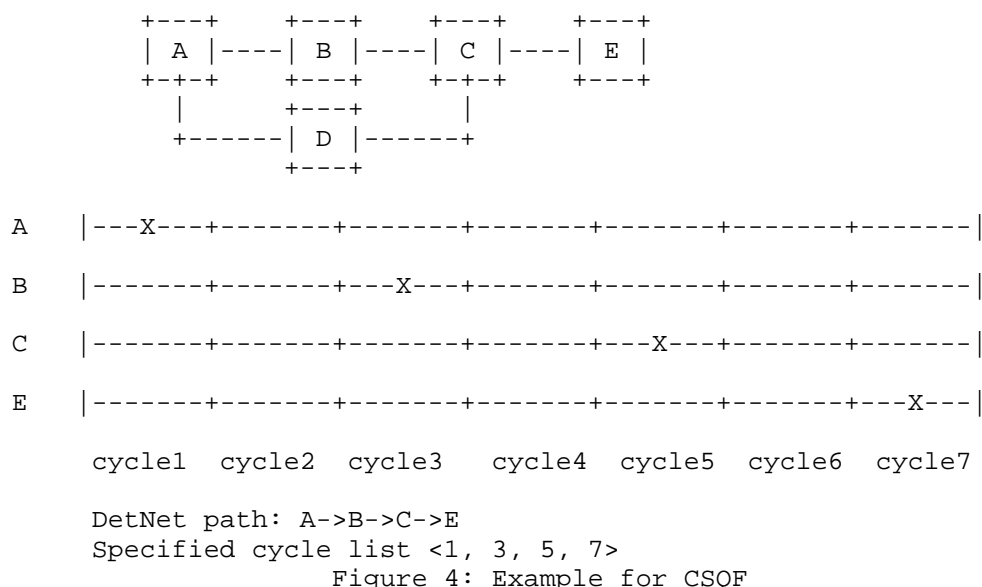 +---+    +---+    +---+    +---+
| A |----| B |----| C |----| E |
+-+-+    +---+    +-+-+    +---+
  |      +---+      |
  +------| D |------+
         +---+
A |---X---+-------+-------+-------+-------+-------+-------|
B |-------+-------+---X---+-------+-------+-------+-------|
C |-------+-------+-------+-------+---X---+-------+-------|
E |-------+-------+-------+-------+-------+-------+---X---|
cycle1 cycle2 cycle3 cycle4 cycle5 cycle6 cycle7
DetNet path: A->B->C->E
Specified cycle list <1, 3, 5, 7>
Figure 4: Example for CSOF